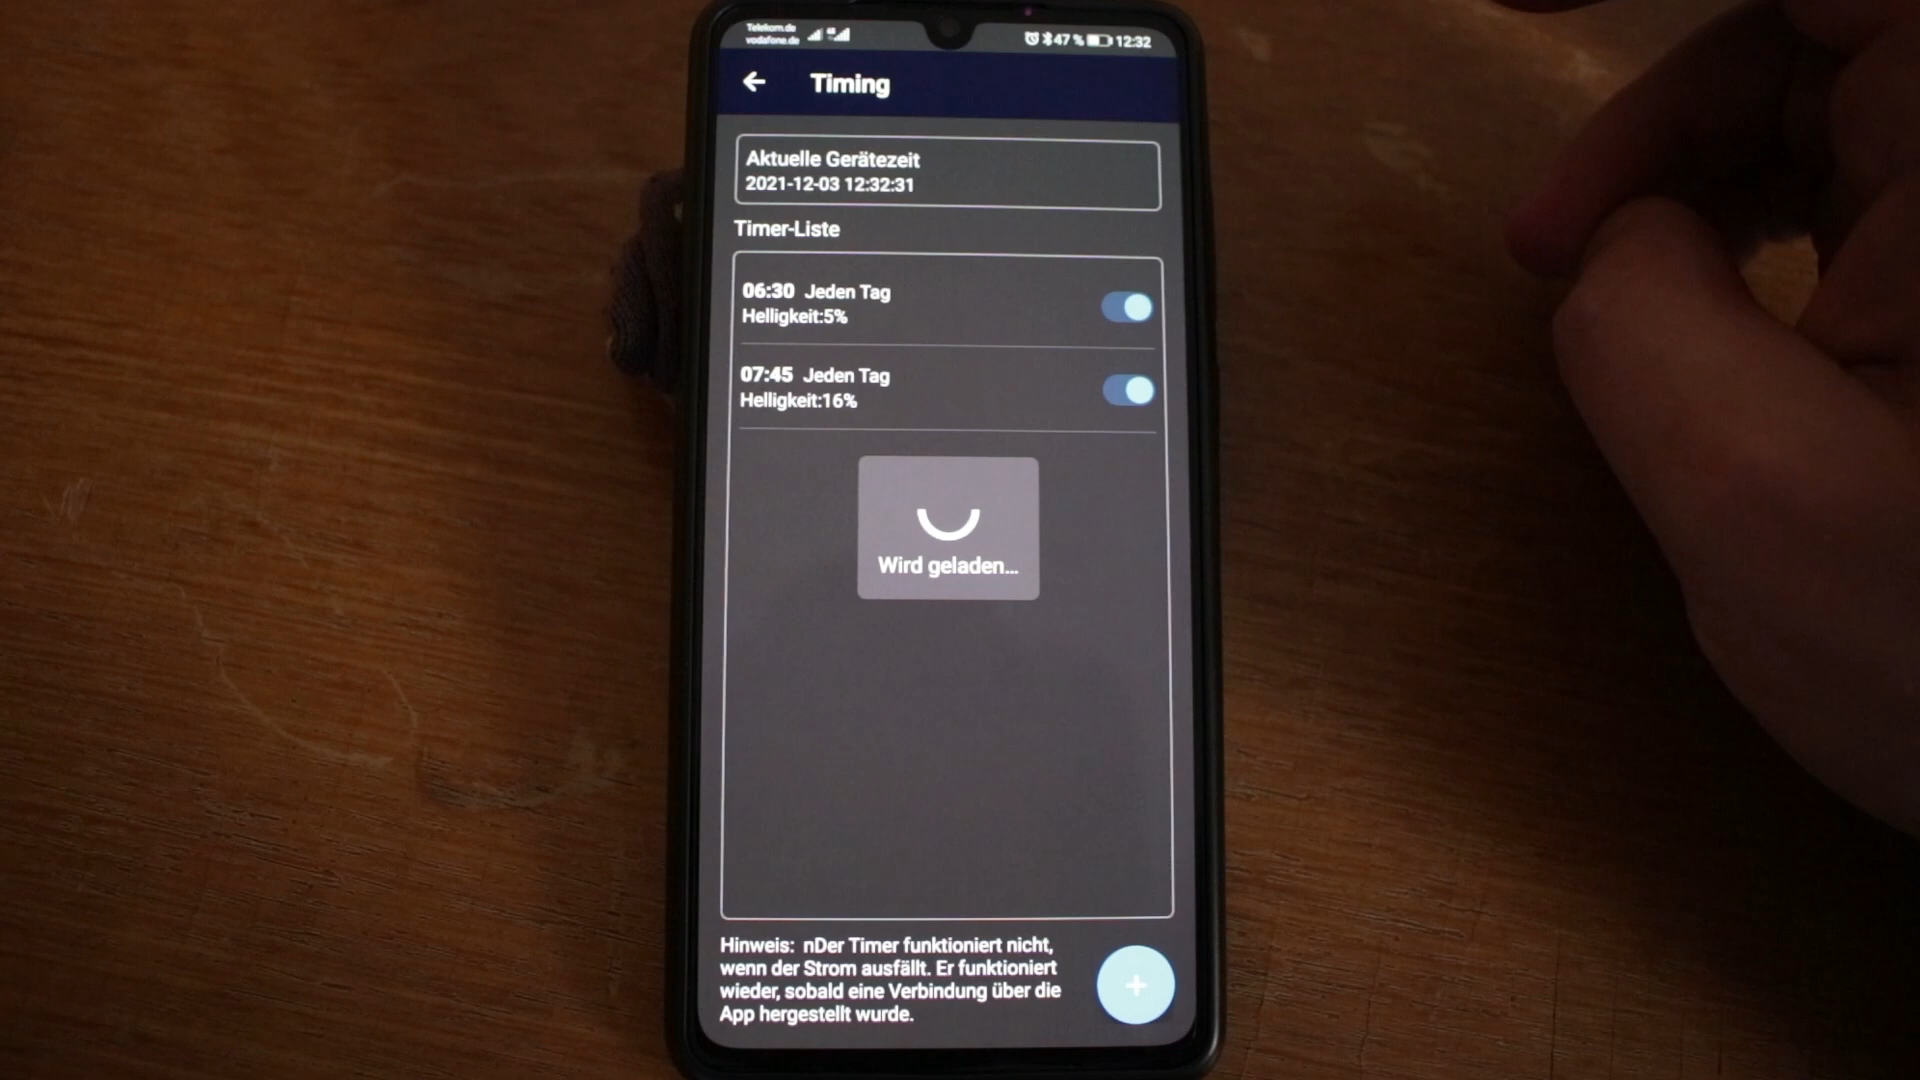 Telekom.de
vodafone.de
47 % 12:32
Timing
Aktuelle Gerätezeit
2021-12-03 12:32:31
Timer-Liste
06:30 Jeden Tag
Helligkeit:5%
07:45 Jeden Tag
Helligkeit:16%
Wird geladen...
Hinweis: nDer Timer funktioniert nicht,
wenn der Strom ausfällt. Er funktioniert
wieder, sobald eine Verbindung über die
App hergestellt wurde.
+